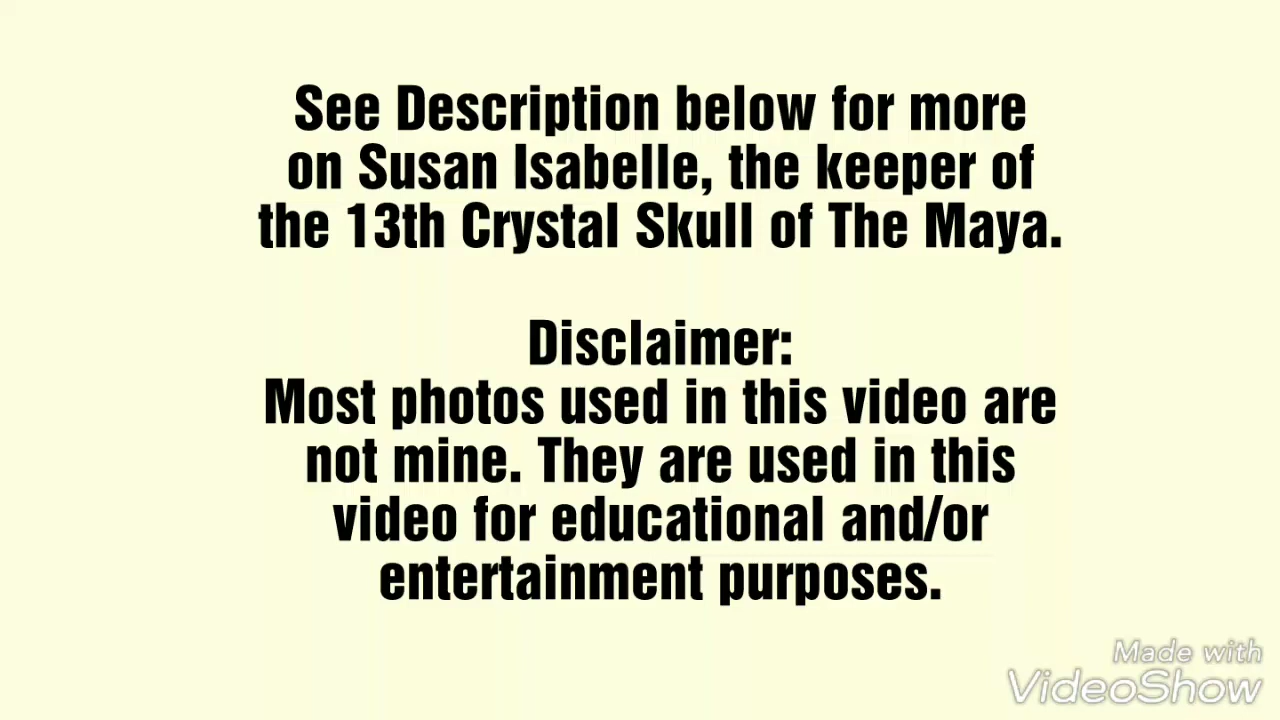 See Description below for more
on Susan Isabelle, the keeper of
the 13th Crystal Skull of The Maya.
Disclaimer:
Most photos used in this video are
not mine. They are used in this
video for educational and/or
entertainment purposes.
Made with
VideoShow